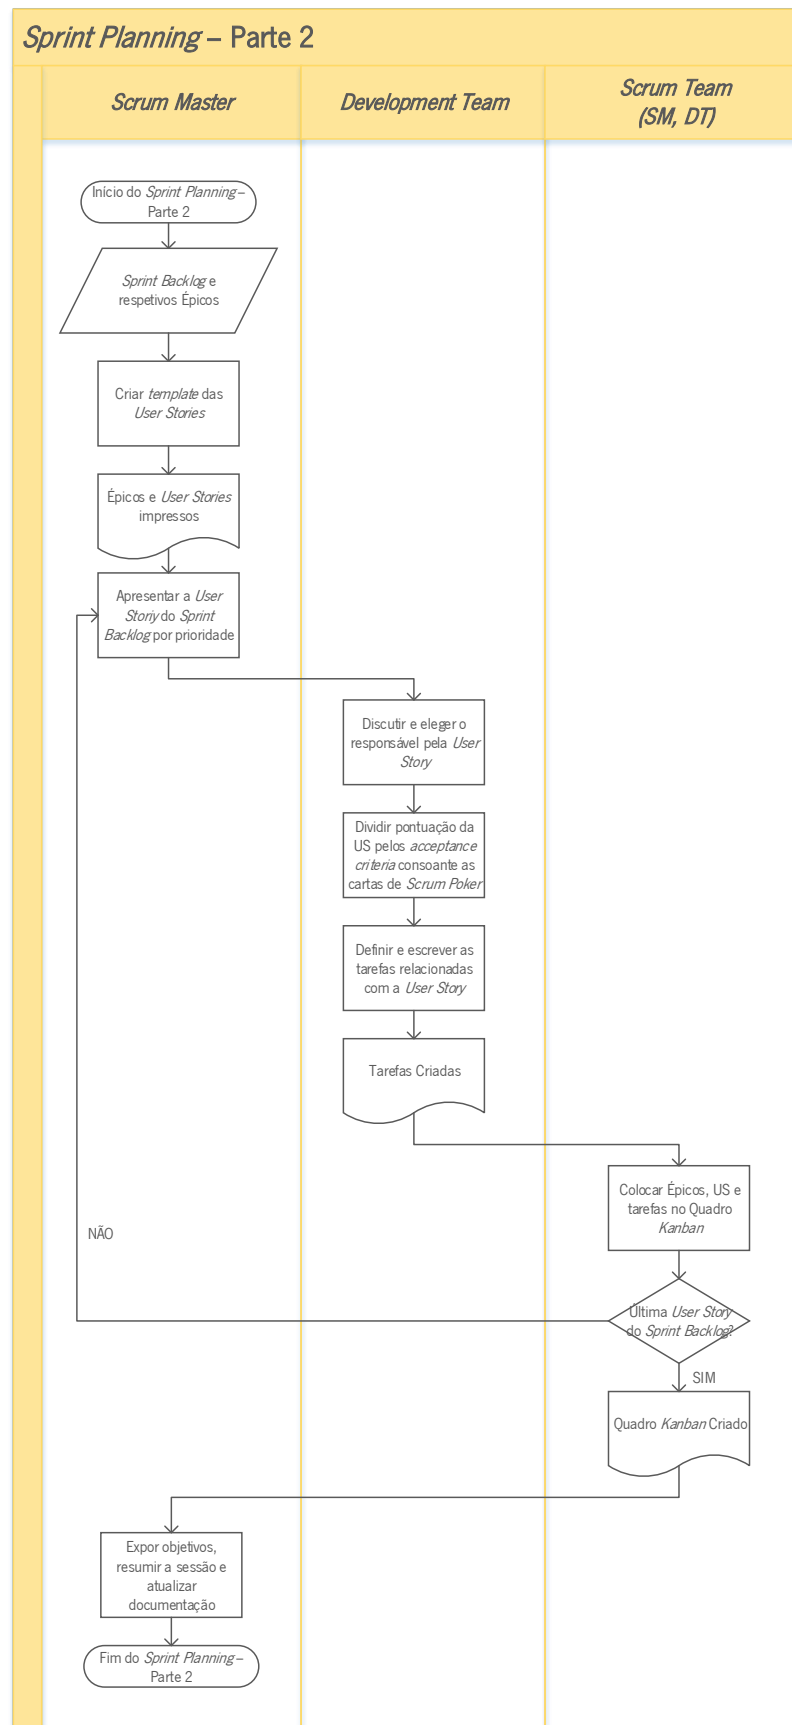 Sprint Planning – Parte 2
Scrum Master
Development Team
Scrum Team
(SM, DT)
Início do Sprint Planning –
Parte 2
Sprint Backlog e
respetivos Épicos
Criar template das
User Stories
Épicos e User Stories
impressos
Apresentar a User
Storiy do Sprint
Backlog por prioridade
Discutir e eleger o
responsável pela User
Story
Dividir pontuação da
US pelos acceptance
criteria consoante as
cartas de Scrum Poker
Definir e escrever as
tarefas relacionadas
com a User Story
Tarefas Criadas
Colocar Épicos, US e
tarefas no Quadro
Kanban
NÃO
Última User Story
do Sprint Backlog?
SIM
Quadro Kanban Criado
Expor objetivos,
resumir a sessão e
atualizar
documentação
Fim do Sprint Planning –
Parte 2